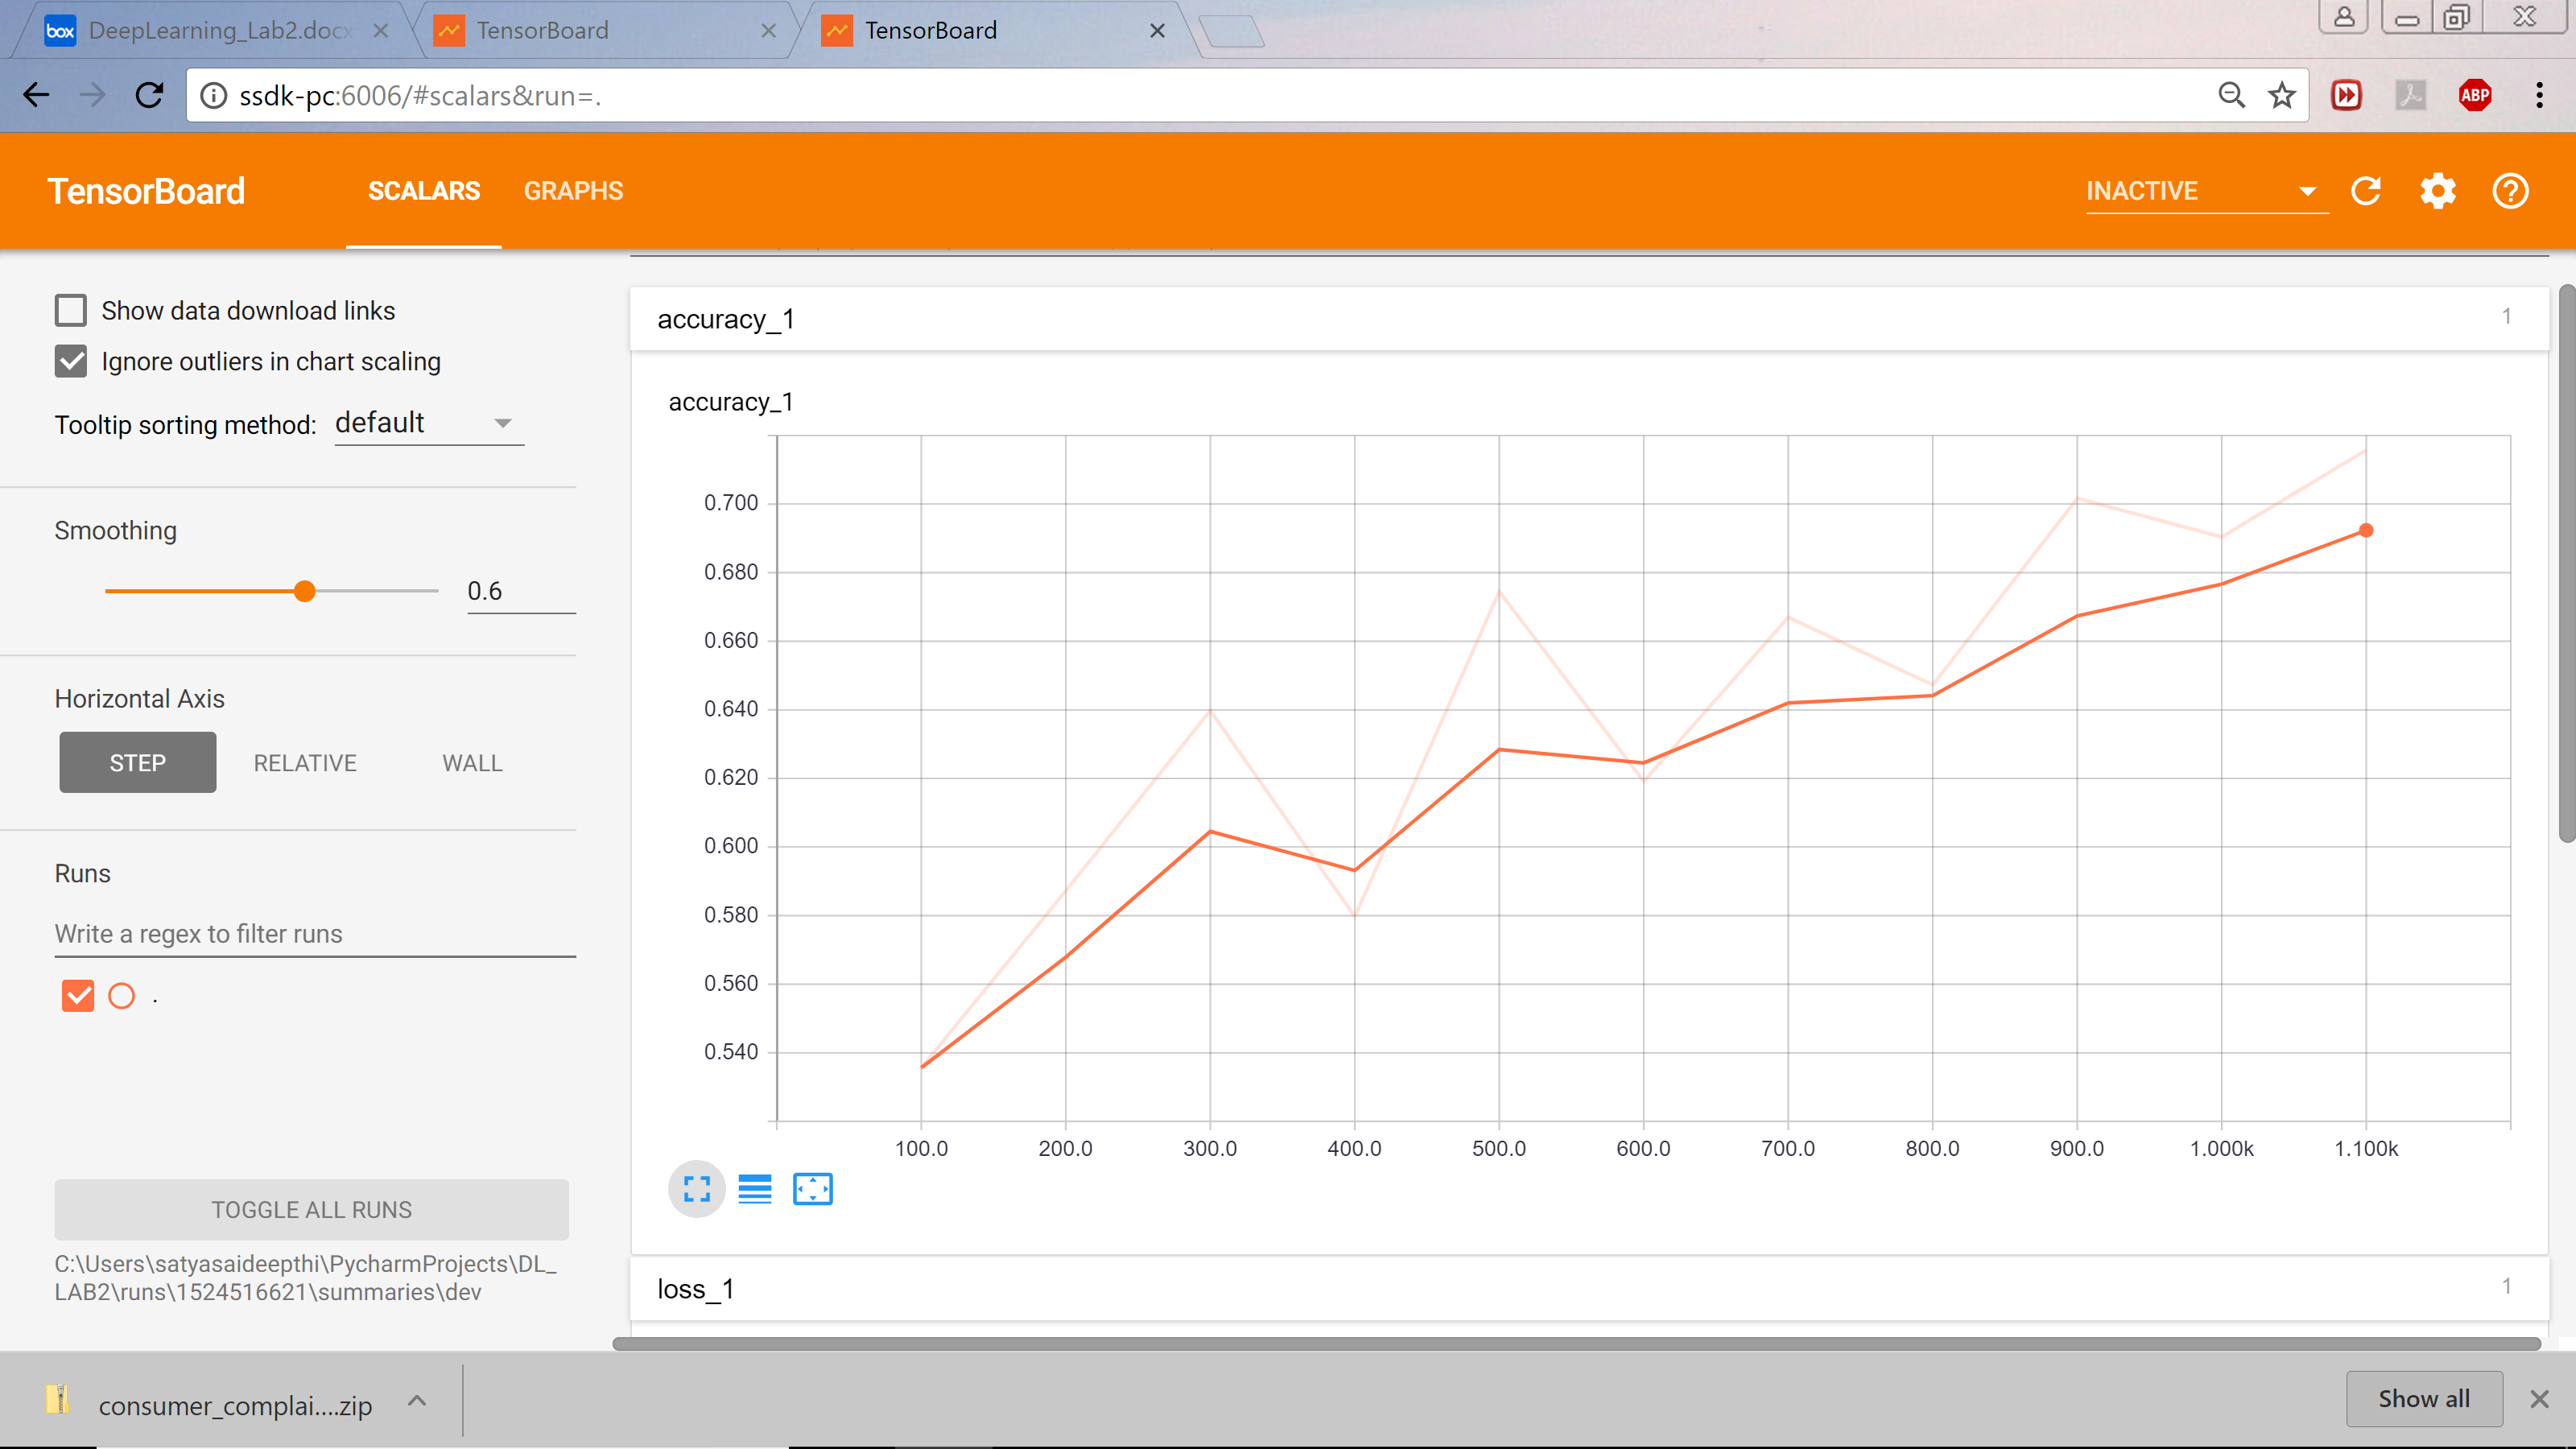 box DeepLearning_Lab2.docx TensorBoard TensorBoard
ssdk-pc:6006/#scalars&run=. ABP
TensorBoard SCALARS GRAPHS INACTIVE
Show data download links
Ignore outliers in chart scaling
Tooltip sorting method: default
Smoothing
0.6
Horizontal Axis
STEP RELATIVE WALL
Runs
Write a regex to filter runs
.
TOGGLE ALL RUNS
C:\Users\satyasaideepthi\PycharmProjects\DL_
LAB2\runs\1524516621\summaries\dev
accuracy_1 1
accuracy_1
0.700
0.680
0.660
0.640
0.620
0.600
0.580
0.560
0.540
100.0 200.0 300.0 400.0 500.0 600.0 700.0 800.0 900.0 1.000k 1.100k
loss_1 1
consumer_complai....zip Show all